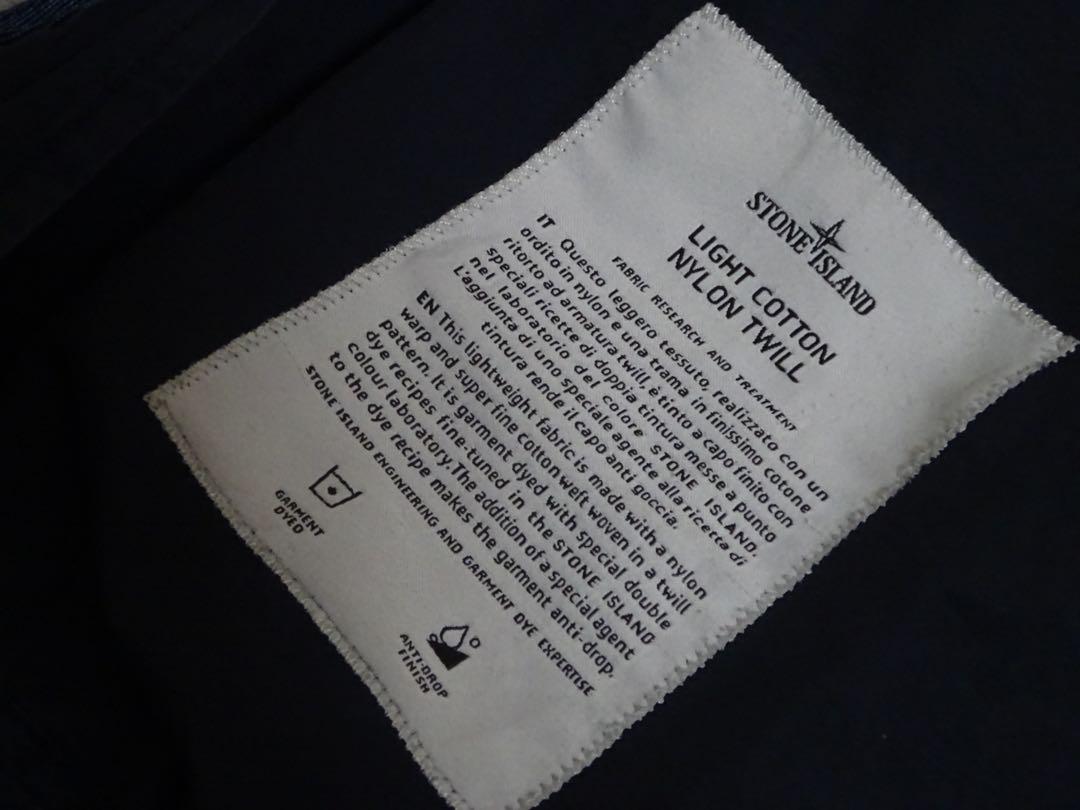 STONE ISLAND
LIGHT COTTON
NYLON TWILL
FABRIC RESEARCH AND TREATMENT
IT Questo leggero tessuto, realizzato con un
ordito in nylon e una trama in finissimo cotone
ritorto ad armatura twill, è tinto a capo finito con
speciali ricette di doppia tintura messe a punto
nel laboratorio del colore STONE ISLAND.
L'aggiunta di uno speciale agente alla ricetta di
tintura rende il capo anti goccia.
EN This lightweight fabric is made with a nylon
warp and super fine cotton weft woven in a twill
pattern. It is garment dyed with special double
dye recipes fine-tuned in the STONE ISLAND
colour laboratory. The addition of a special agent
to the dye recipe makes the garment anti-drop.
STONE ISLAND ENGINEERING AND GARMENT DYE EXPERTISE
GARMENT
DYED
ANTI-DROP
FINISH